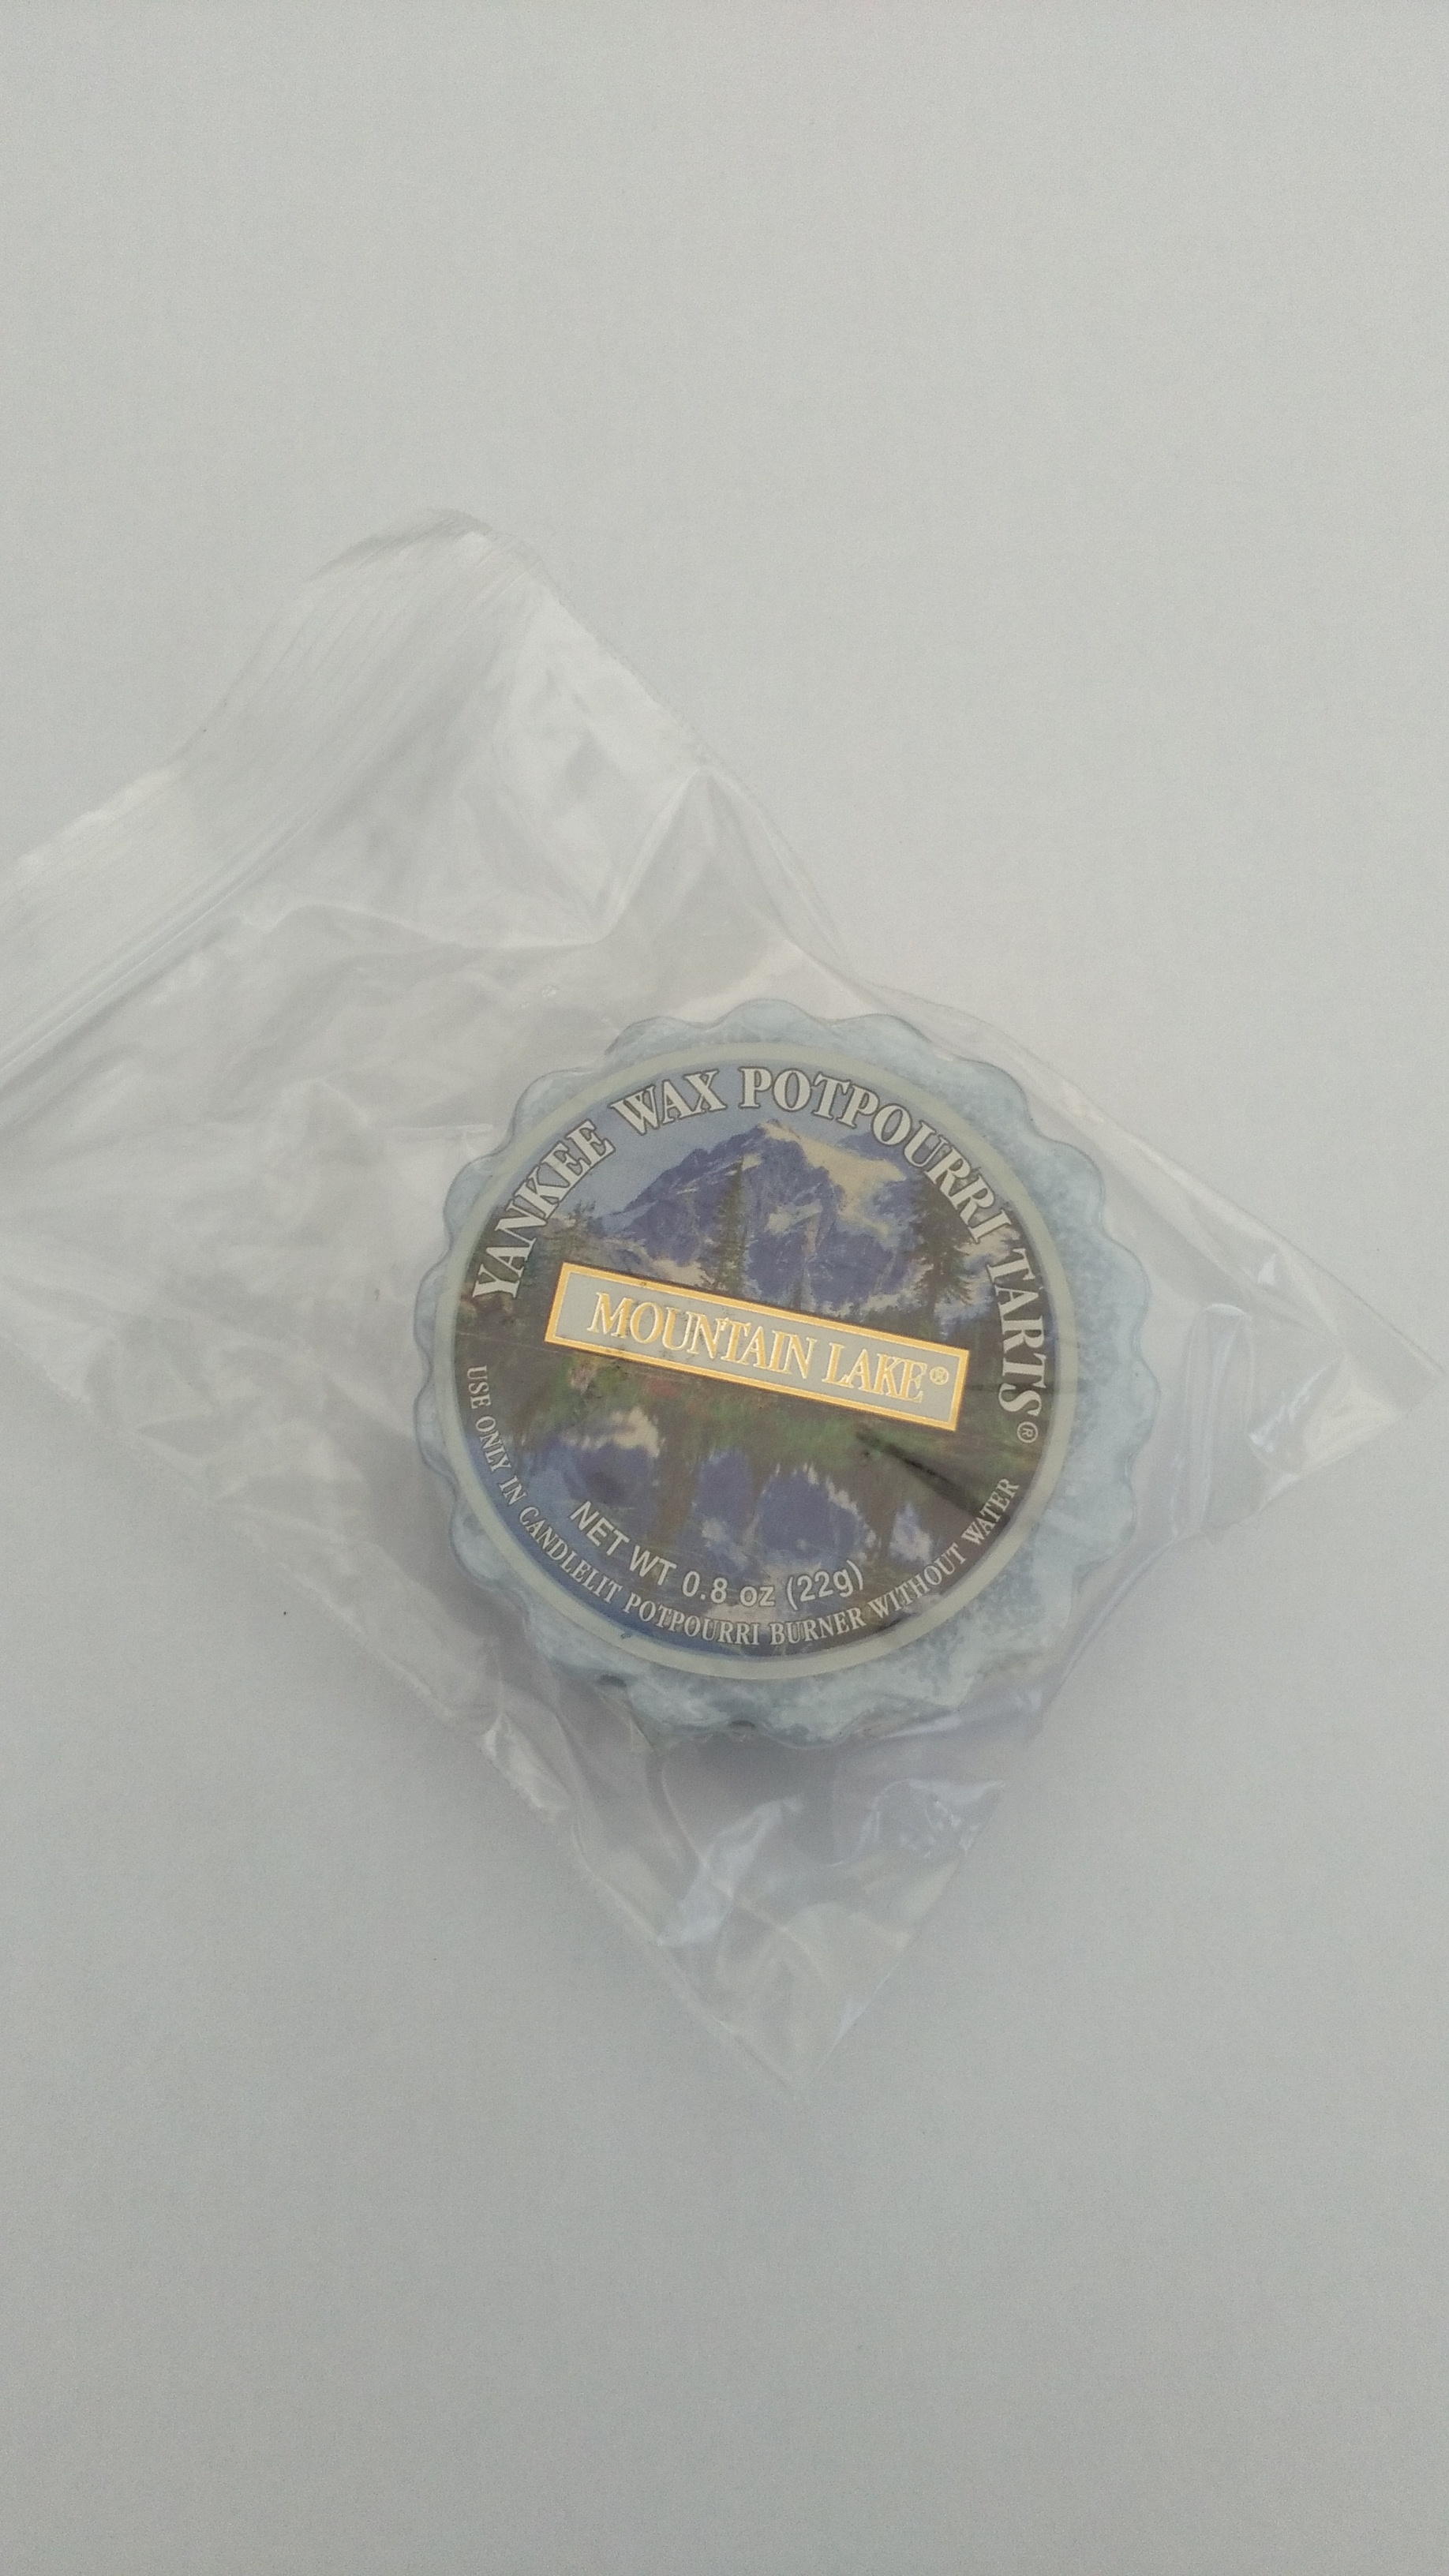 YANKEE WAX POTPOURRI TARTS®
MOUNTAIN LAKE®
NET WT 0.8 oz (22g)
USE ONLY IN CANDLELIT POTPOURRI BURNER WITHOUT WATER